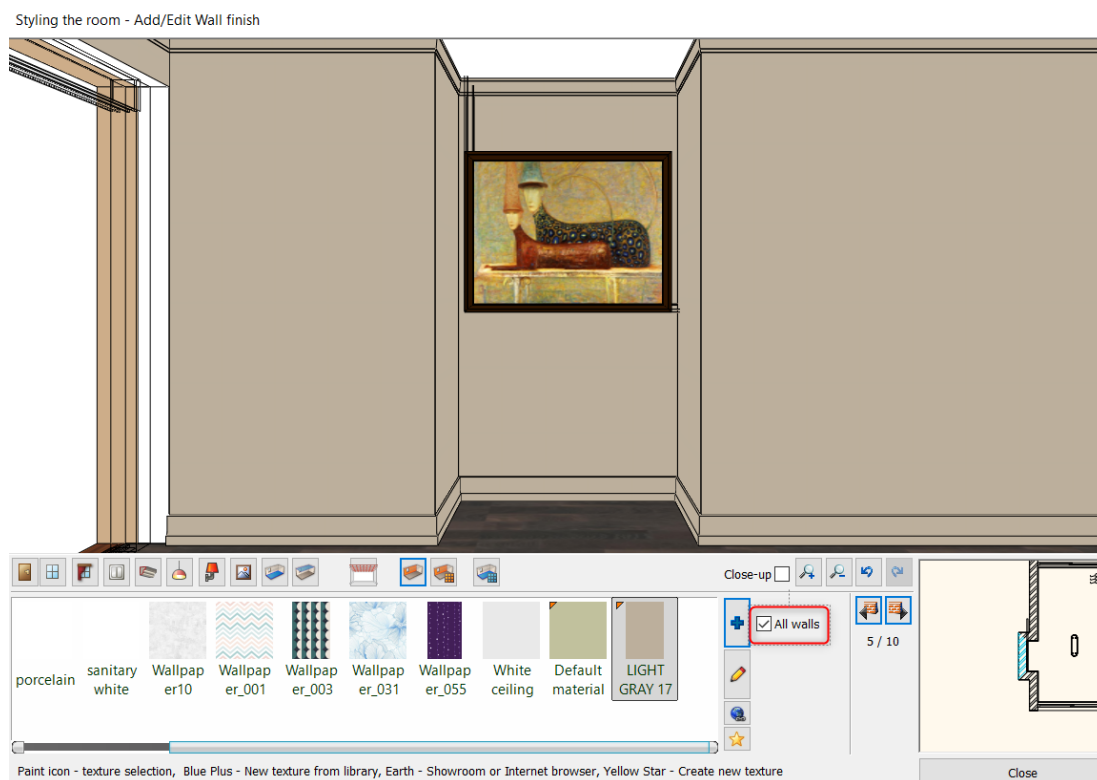 Styling the room - Add/Edit Wall finish
Close-up
All walls
5 / 10
porcelain
sanitary
white
Wallpap
er10
Wallpap
er_001
Wallpap
er_003
Wallpap
er_031
Wallpap
er_055
White
ceiling
Default
material
LIGHT
GRAY 17
Paint icon - texture selection, Blue Plus - New texture from library, Earth - Showroom or Internet browser, Yellow Star - Create new texture
Close